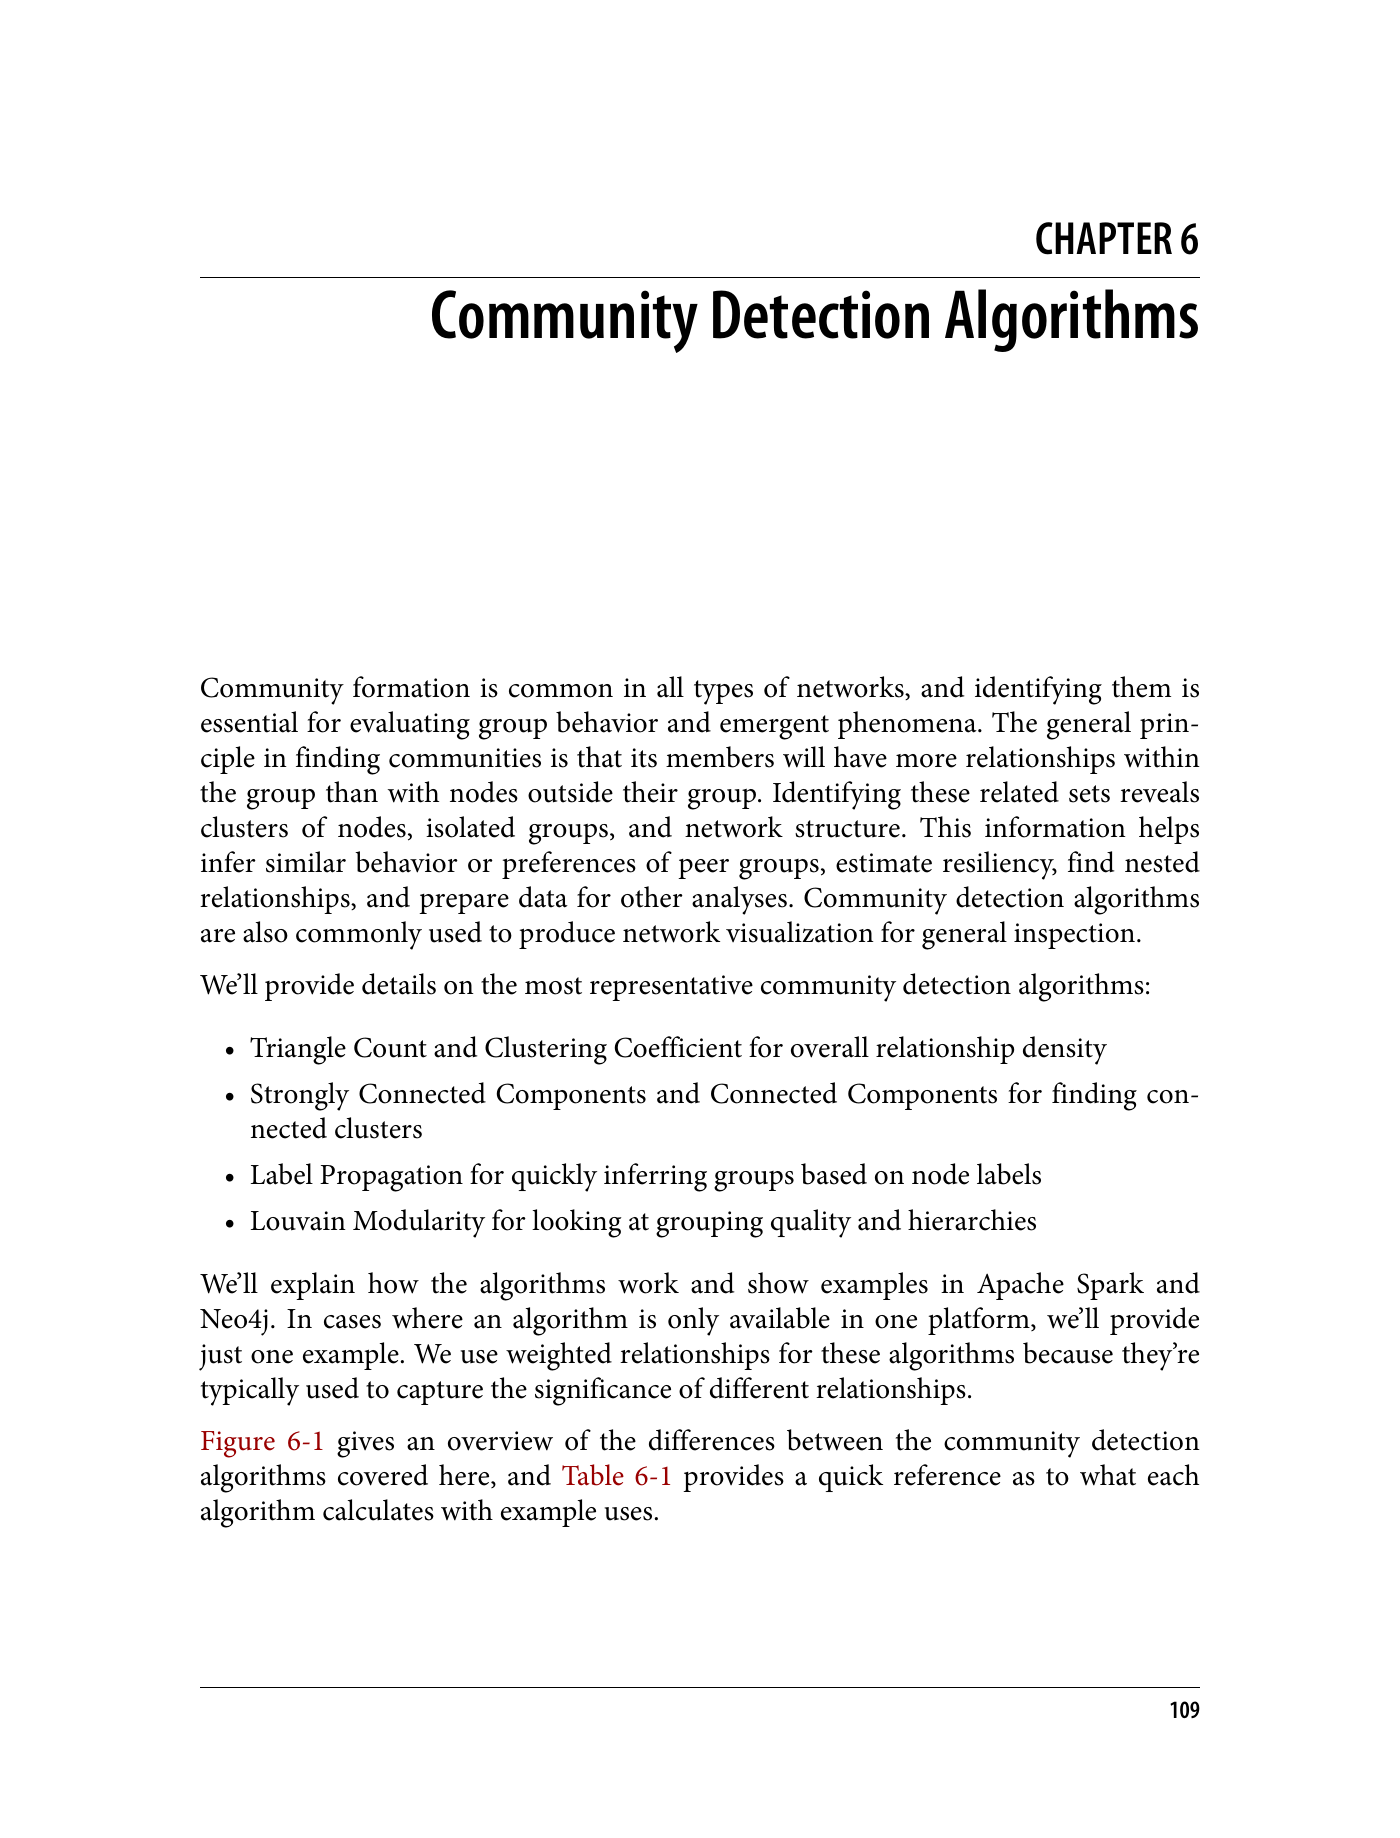 CHAPTER 6
Community Detection Algorithms
Community formation is common in all types of networks, and identifying them is
essential for evaluating group behavior and emergent phenomena. The general prin-
ciple in finding communities is that its members will have more relationships within
the group than with nodes outside their group. Identifying these related sets reveals
clusters of nodes, isolated groups, and network structure. This information helps
infer similar behavior or preferences of peer groups, estimate resiliency, find nested
relationships, and prepare data for other analyses. Community detection algorithms
are also commonly used to produce network visualization for general inspection.
We’ll provide details on the most representative community detection algorithms:
• Triangle Count and Clustering Coefficient for overall relationship density
• Strongly Connected Components and Connected Components for finding con-
nected clusters
• Label Propagation for quickly inferring groups based on node labels
• Louvain Modularity for looking at grouping quality and hierarchies
We’ll explain how the algorithms work and show examples in Apache Spark and
Neo4j. In cases where an algorithm is only available in one platform, we’ll provide
just one example. We use weighted relationships for these algorithms because they’re
typically used to capture the significance of different relationships.
Figure 6-1 gives an overview of the differences between the community detection
algorithms covered here, and Table 6-1 provides a quick reference as to what each
algorithm calculates with example uses.
109